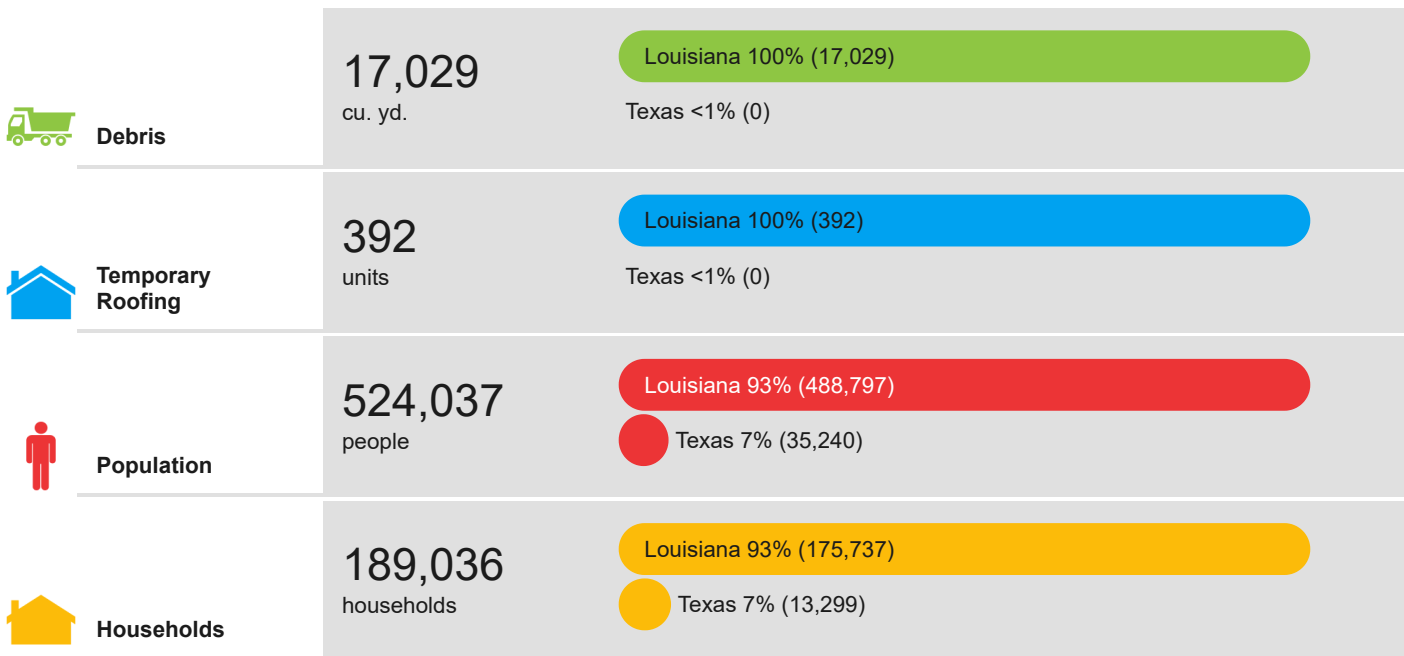 Debris
17,029
cu. yd.
Louisiana 100% (17,029)
Texas <1% (0)
Temporary
Roofing
392
units
Louisiana 100% (392)
Texas <1% (0)
Population
524,037
people
Louisiana 93% (488,797)
Texas 7% (35,240)
Households
189,036
households
Louisiana 93% (175,737)
Texas 7% (13,299)